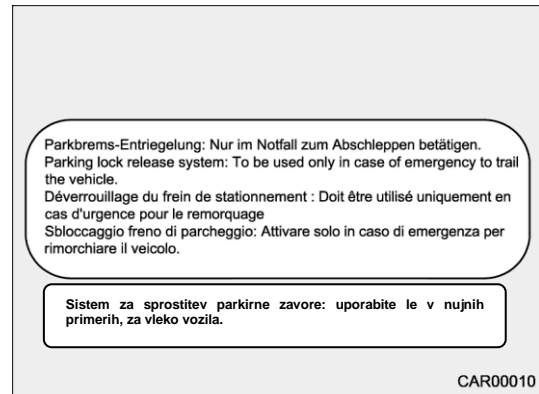 Parkbrems-Entriegelung: Nur im Notfall zum Abschleppen betätigen.
Parking lock release system: To be used only in case of emergency to trail
the vehicle.
Déverrouillage du frein de stationnement : Doit être utilisé uniquement en
cas d'urgence pour le remorquage
Sbloccaggio freno di parcheggio: Attivare solo in caso di emergenza per
rimorchiare il veicolo.
Sistem za sprostitev parkirne zavore: uporabite le v nujnih
primerih, za vleko vozila.
CAR00010